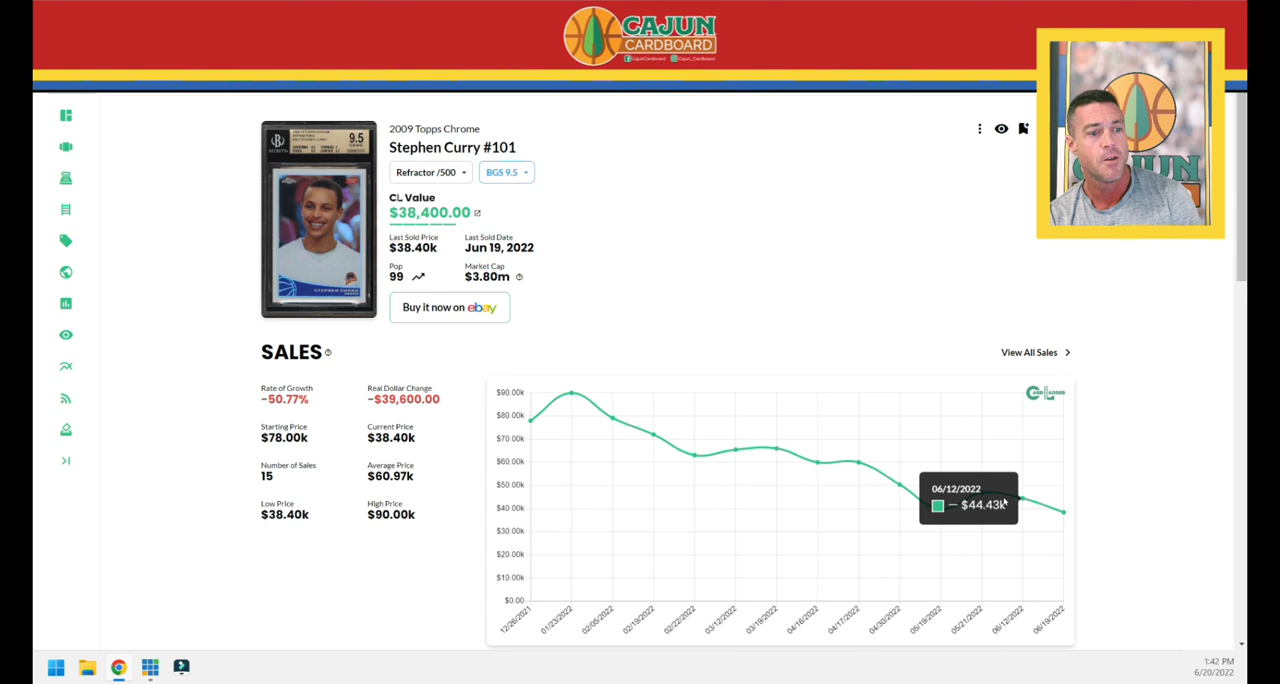 CAJUN
CARDBOARD
CajunCardboard
Cajun_Cardboard
2009 Topps Chrome
Stephen Curry #101
Refractor /500
BGS 9.5
CL Value
$38,400.00
Last Sold Price
Last Sold Date
$38.40k
Jun 19, 2022
Pop
Market Cap
99
$3.80m
Buy it now on ebay
9.5
SALES
View All Sales
Rate of Growth
Real Dollar Change
-50.77%
-$39,600.00
Starting Price
Current Price
$78.00k
$38.40k
Number of Sales
Average Price
15
$60.97k
Low Price
High Price
$38.40k
$90.00k
$90.00k
$80.00k
$70.00k
$60.00k
$50.00k
$40.00k
$30.00k
$20.00k
$10.00k
$0.00
06/12/2022
– $44.43k
12/26/2021
01/23/2022
02/05/2022
02/19/2022
02/22/2022
03/12/2022
03/19/2022
04/16/2022
04/17/2022
04/30/2022
05/19/2022
05/21/2022
06/12/2022
06/19/2022
1:42 PM
6/20/2022